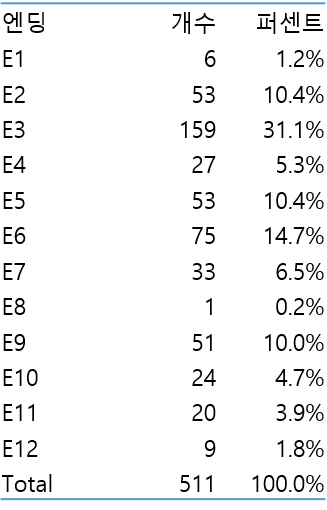 엔딩 개수 퍼센트
E1 6 1.2%
E2 53 10.4%
E3 159 31.1%
E4 27 5.3%
E5 53 10.4%
E6 75 14.7%
E7 33 6.5%
E8 1 0.2%
E9 51 10.0%
E10 24 4.7%
E11 20 3.9%
E12 9 1.8%
Total 511 100.0%